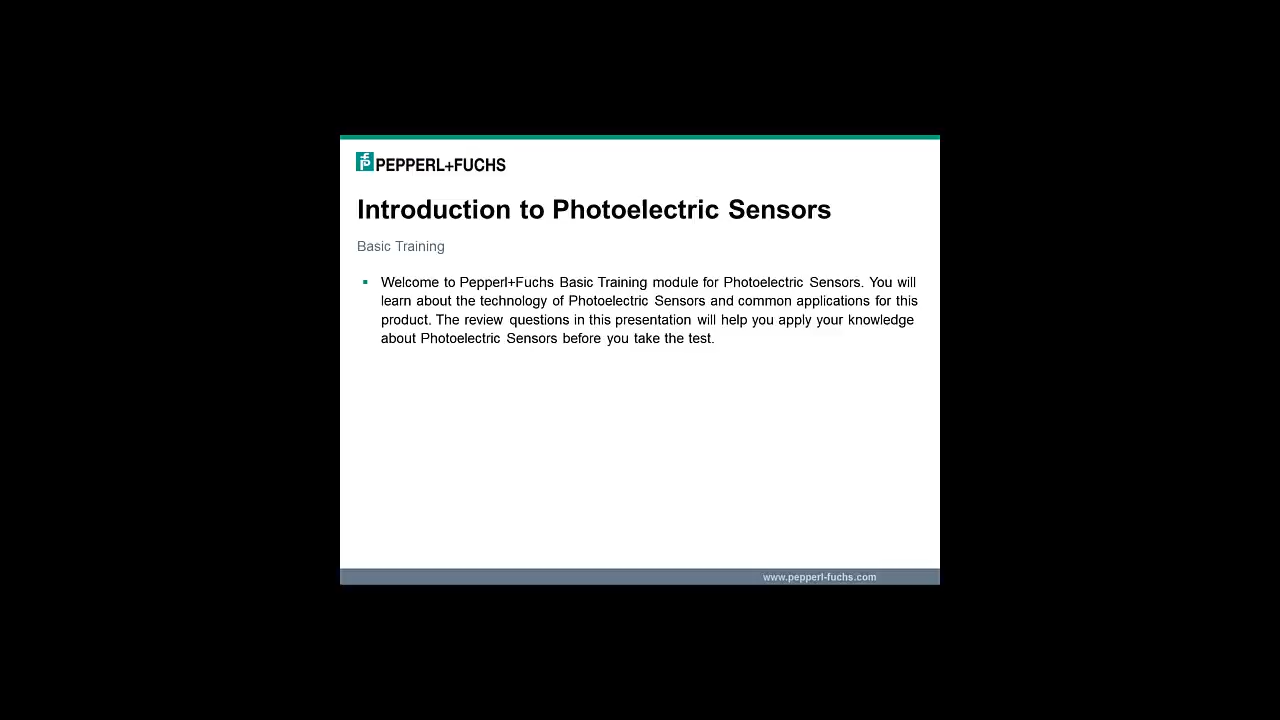 PEPPERL+FUCHS
Introduction to Photoelectric Sensors
Basic Training
Welcome to Pepperl+Fuchs Basic Training module for Photoelectric Sensors. You will
learn about the technology of Photoelectric Sensors and common applications for this
product. The review questions in this presentation will help you apply your knowledge
about Photoelectric Sensors before you take the test.
www.pepperl-fuchs.com